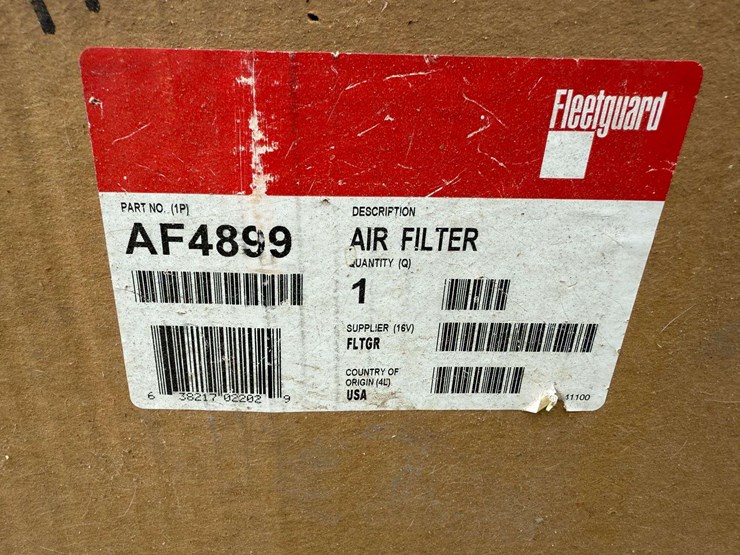 Fleetguard
PART NO. (1P)
AF4899
DESCRIPTION
AIR FILTER
QUANTITY (Q)
1
SUPPLIER (16V)
FLTGR
COUNTRY OF
ORIGIN (4L)
USA
6 38217 02202 9
11100